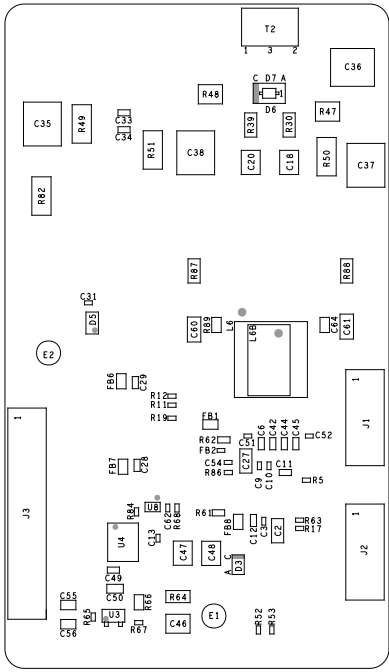 T2
1 3 2
C36
C D7 A
1
R48
D6
R47
C33
C35
R49
C34
R39
R30
R51
C38
R50
C20
C18
C37
R82
R87
R88
C31
D5
L6
C60
R89
L6B
C64
C61
E2
FB6
C29
R12
R11
R19
FB1
J1
1
R62
C51
C6
C42
C44
C45
C52
FB2
FB7
C28
C54
C27
R86
C9
C10
C11
R5
1
J3
U8
R84
C62
R68
R61
FB8
C12
C3
C2
R63
R17
1
J2
U4
C13
C47
C48
C
D3
A
C49
C50
R64
C55
R66
C56
R65
U3
R67
C46
E1
R52
R53